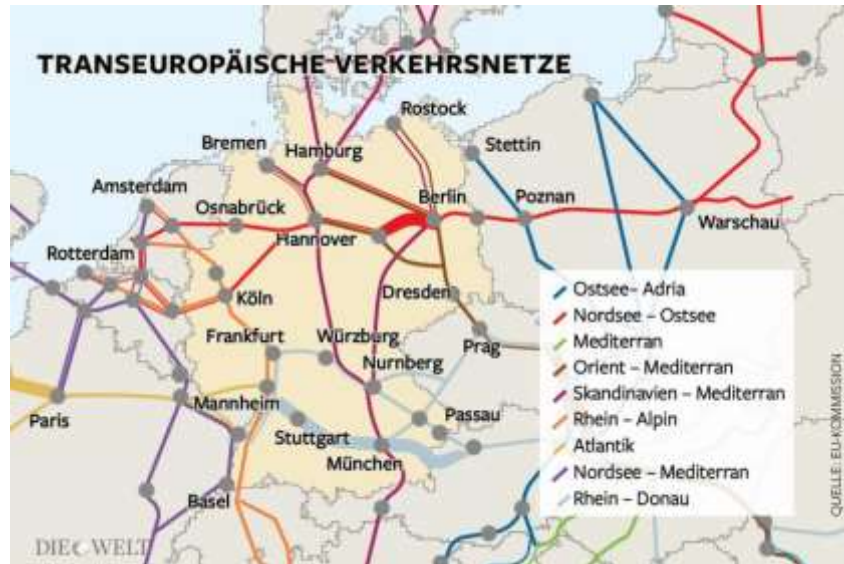 TRANSEUROPÄISCHE VERKEHRSNETZE
Rostock
Bremen
Hamburg
Stettin
Amsterdam
Osnabrück
Berlin
Poznan
Hannover
Warschau
Rotterdam
Köln
Dresden
Frankfurt
Würzburg
Prag
Nurnberg
Paris
Mannheim
Passau
Stuttgart
München
Basel
Ostsee – Adria
Nordsee – Ostsee
Mediterran
Orient – Mediterran
Skandinavien – Mediterran
Rhein – Alpin
Atlantik
Nordsee – Mediterran
Rhein – Donau
QUELLE: EU-KOMMISSION
DIE WELT